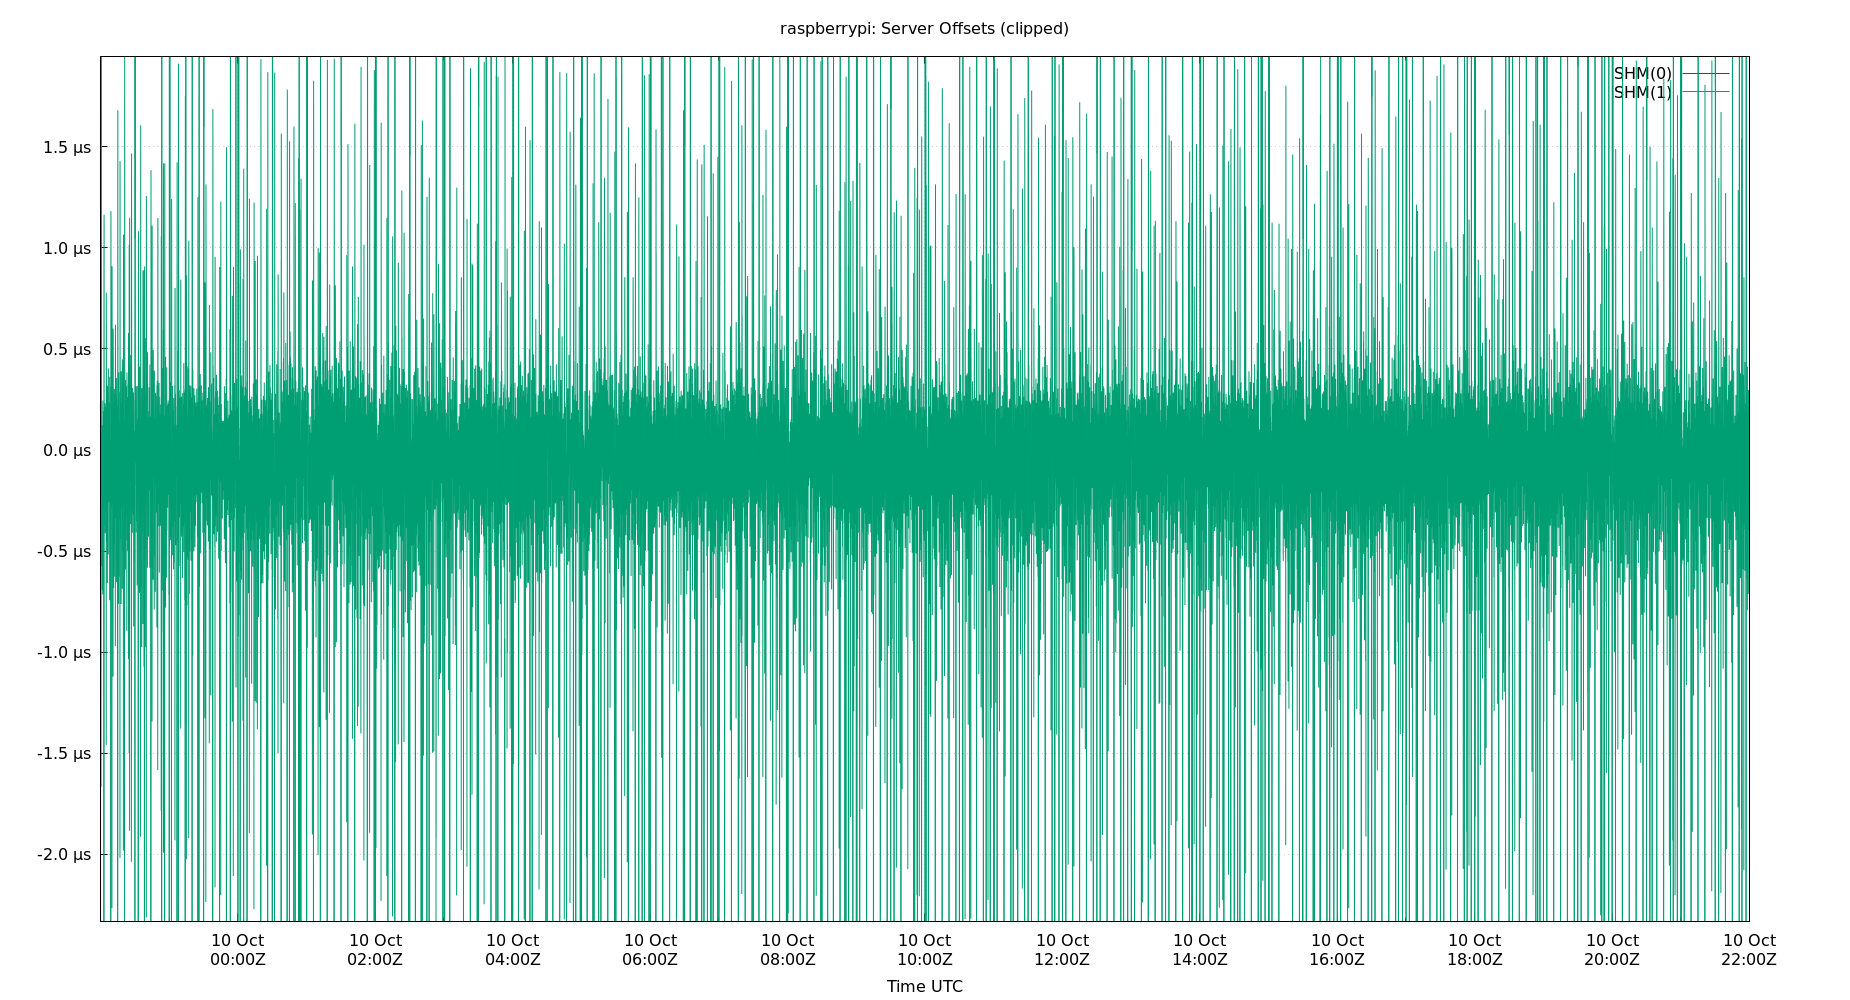 raspberrypi: Server Offsets (clipped)
SHM(0)
SHM(1)
1.5 µs
1.0 µs
0.5 µs
0.0 µs
-0.5 µs
-1.0 µs
-1.5 µs
-2.0 µs
10 Oct 10 Oct 10 Oct 10 Oct 10 Oct 10 Oct 10 Oct 10 Oct 10 Oct 10 Oct 10 Oct 10 Oct
00:00Z 02:00Z 04:00Z 06:00Z 08:00Z 10:00Z 12:00Z 14:00Z 16:00Z 18:00Z 20:00Z 22:00Z
Time UTC